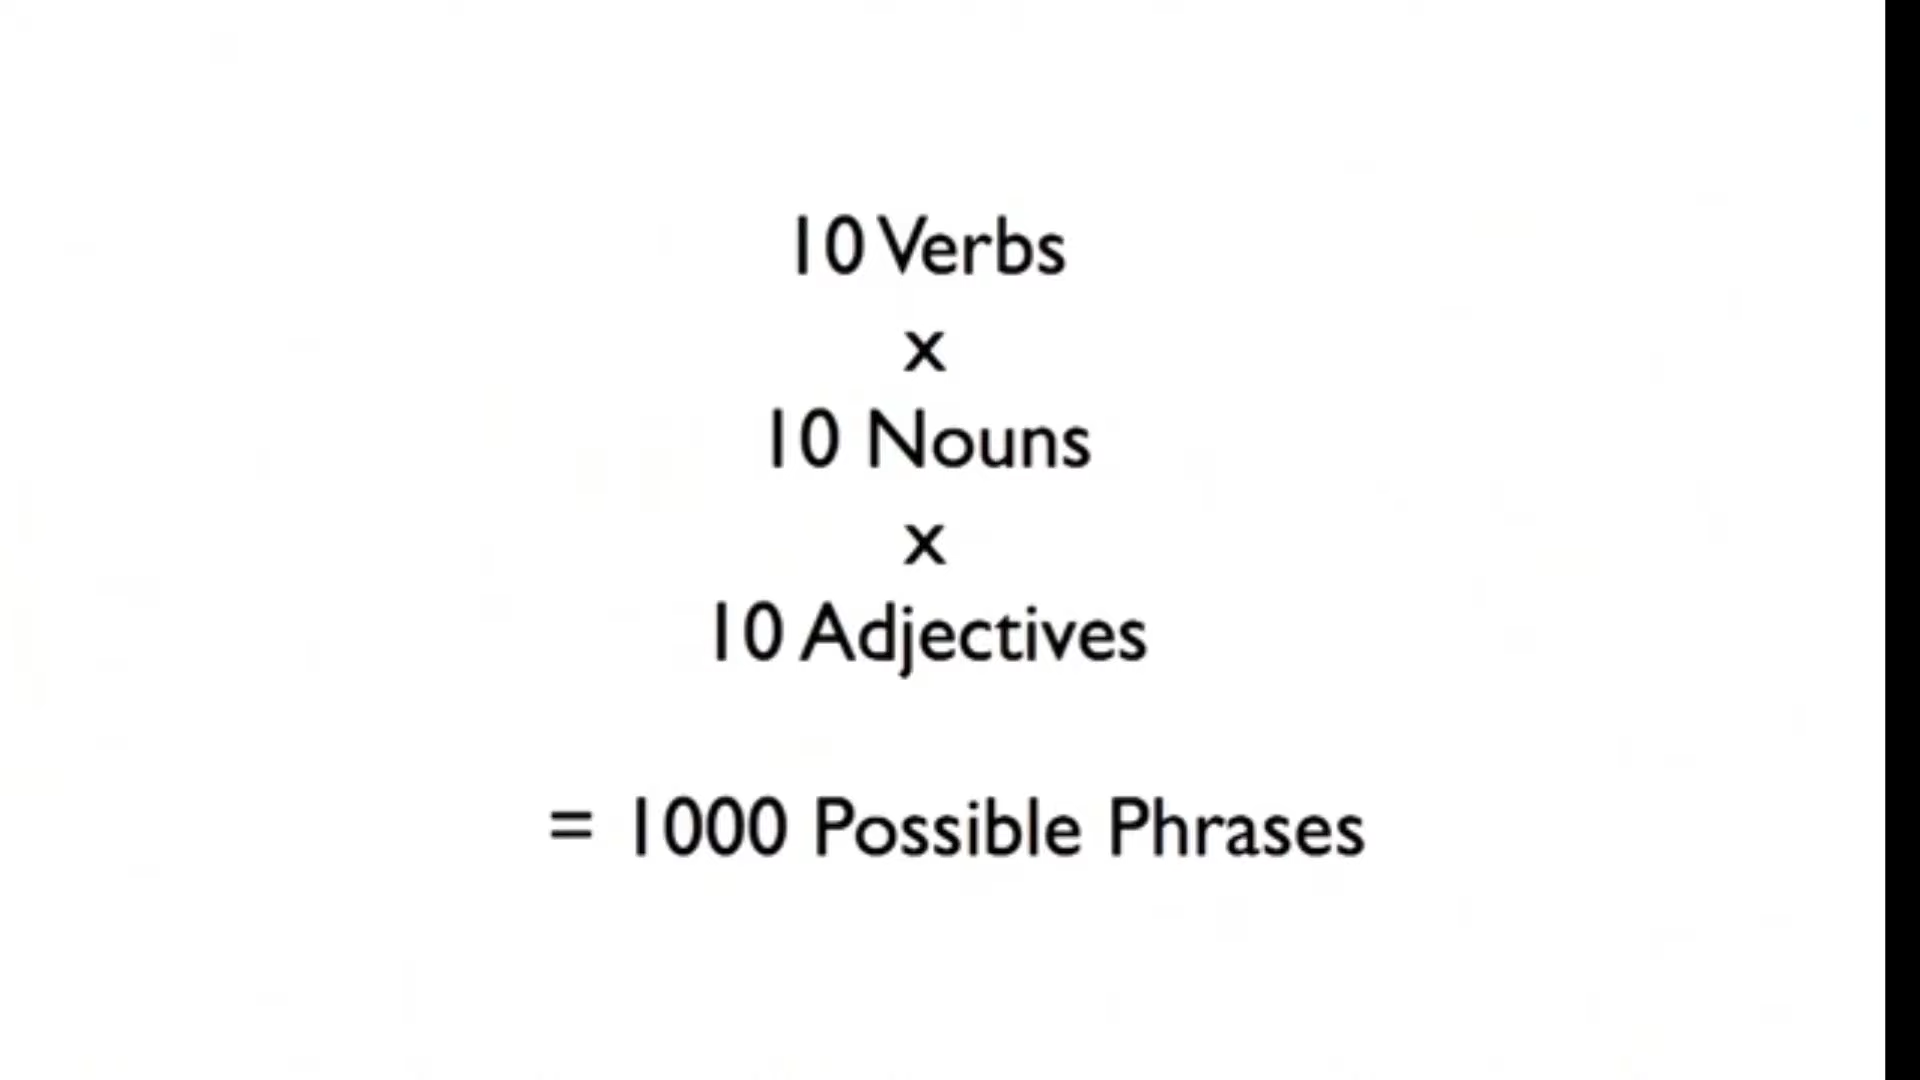 10 Verbs
x
10 Nouns
x
10 Adjectives
= 1000 Possible Phrases